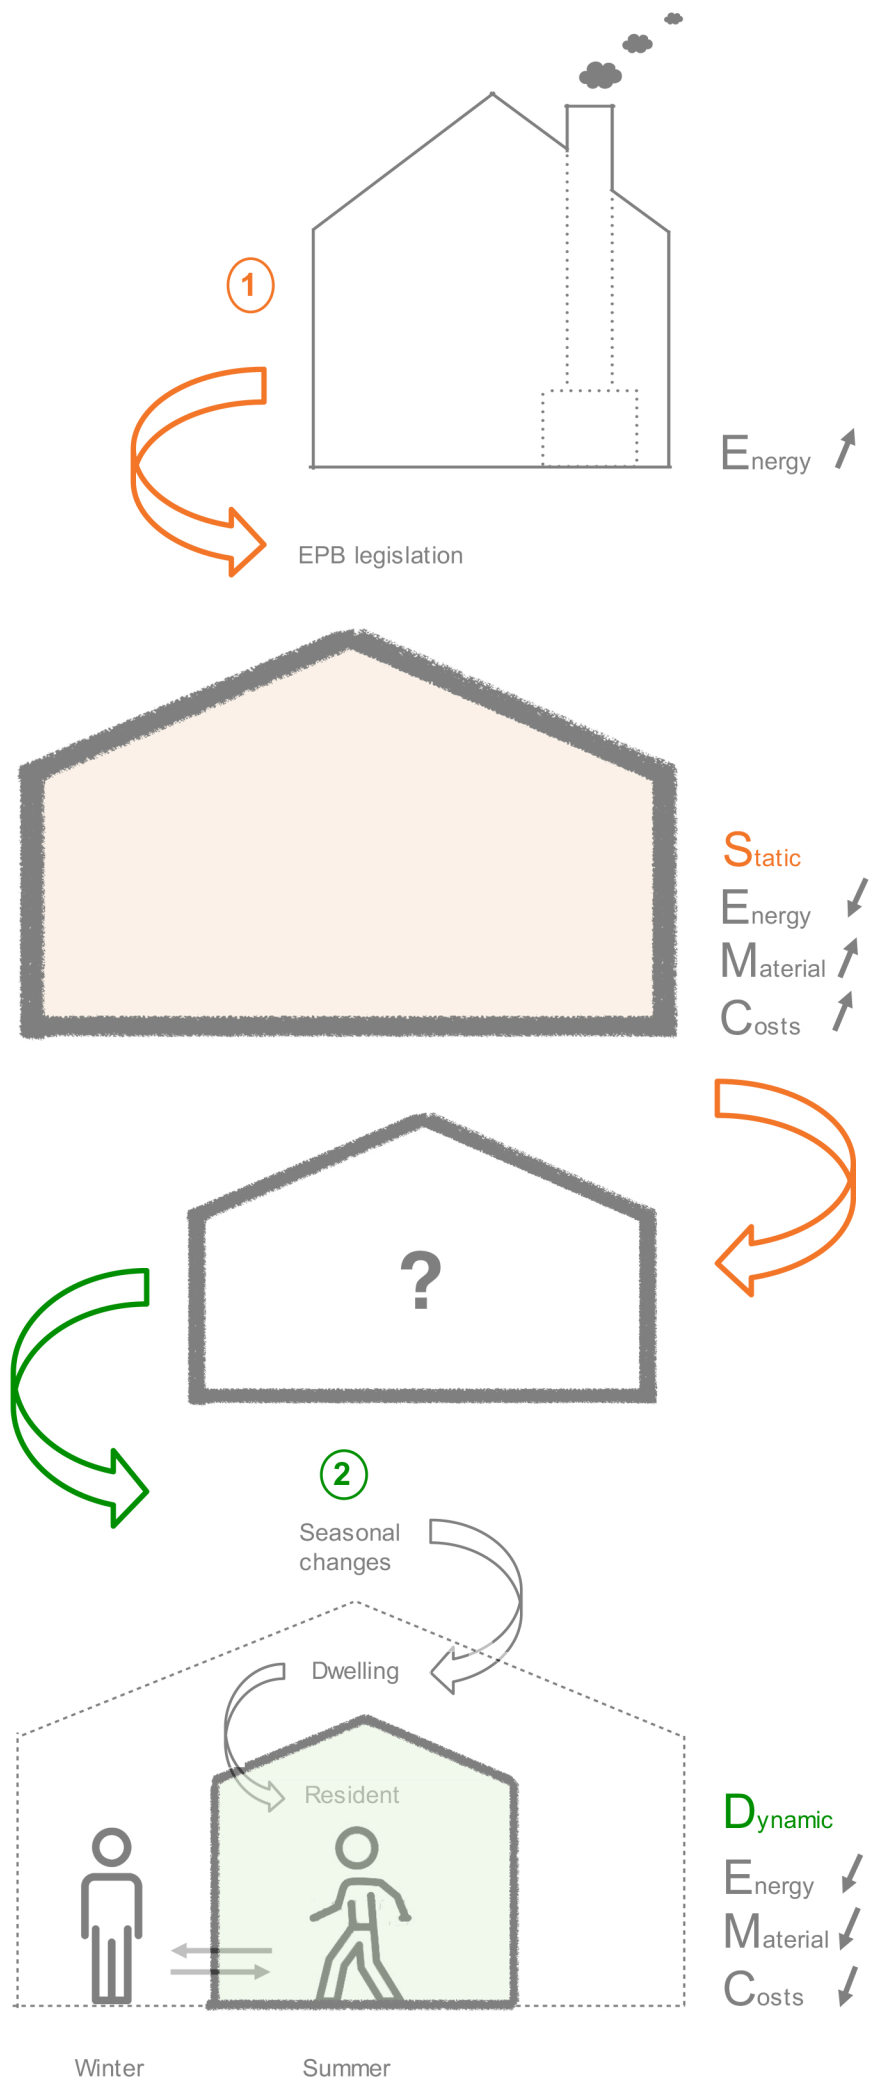 1
Energy
EPB legislation
Static
Energy
Material
Costs
?
2
Seasonal
changes
Dwelling
Resident
Dynamic
Energy
Material
Costs
Winter
Summer